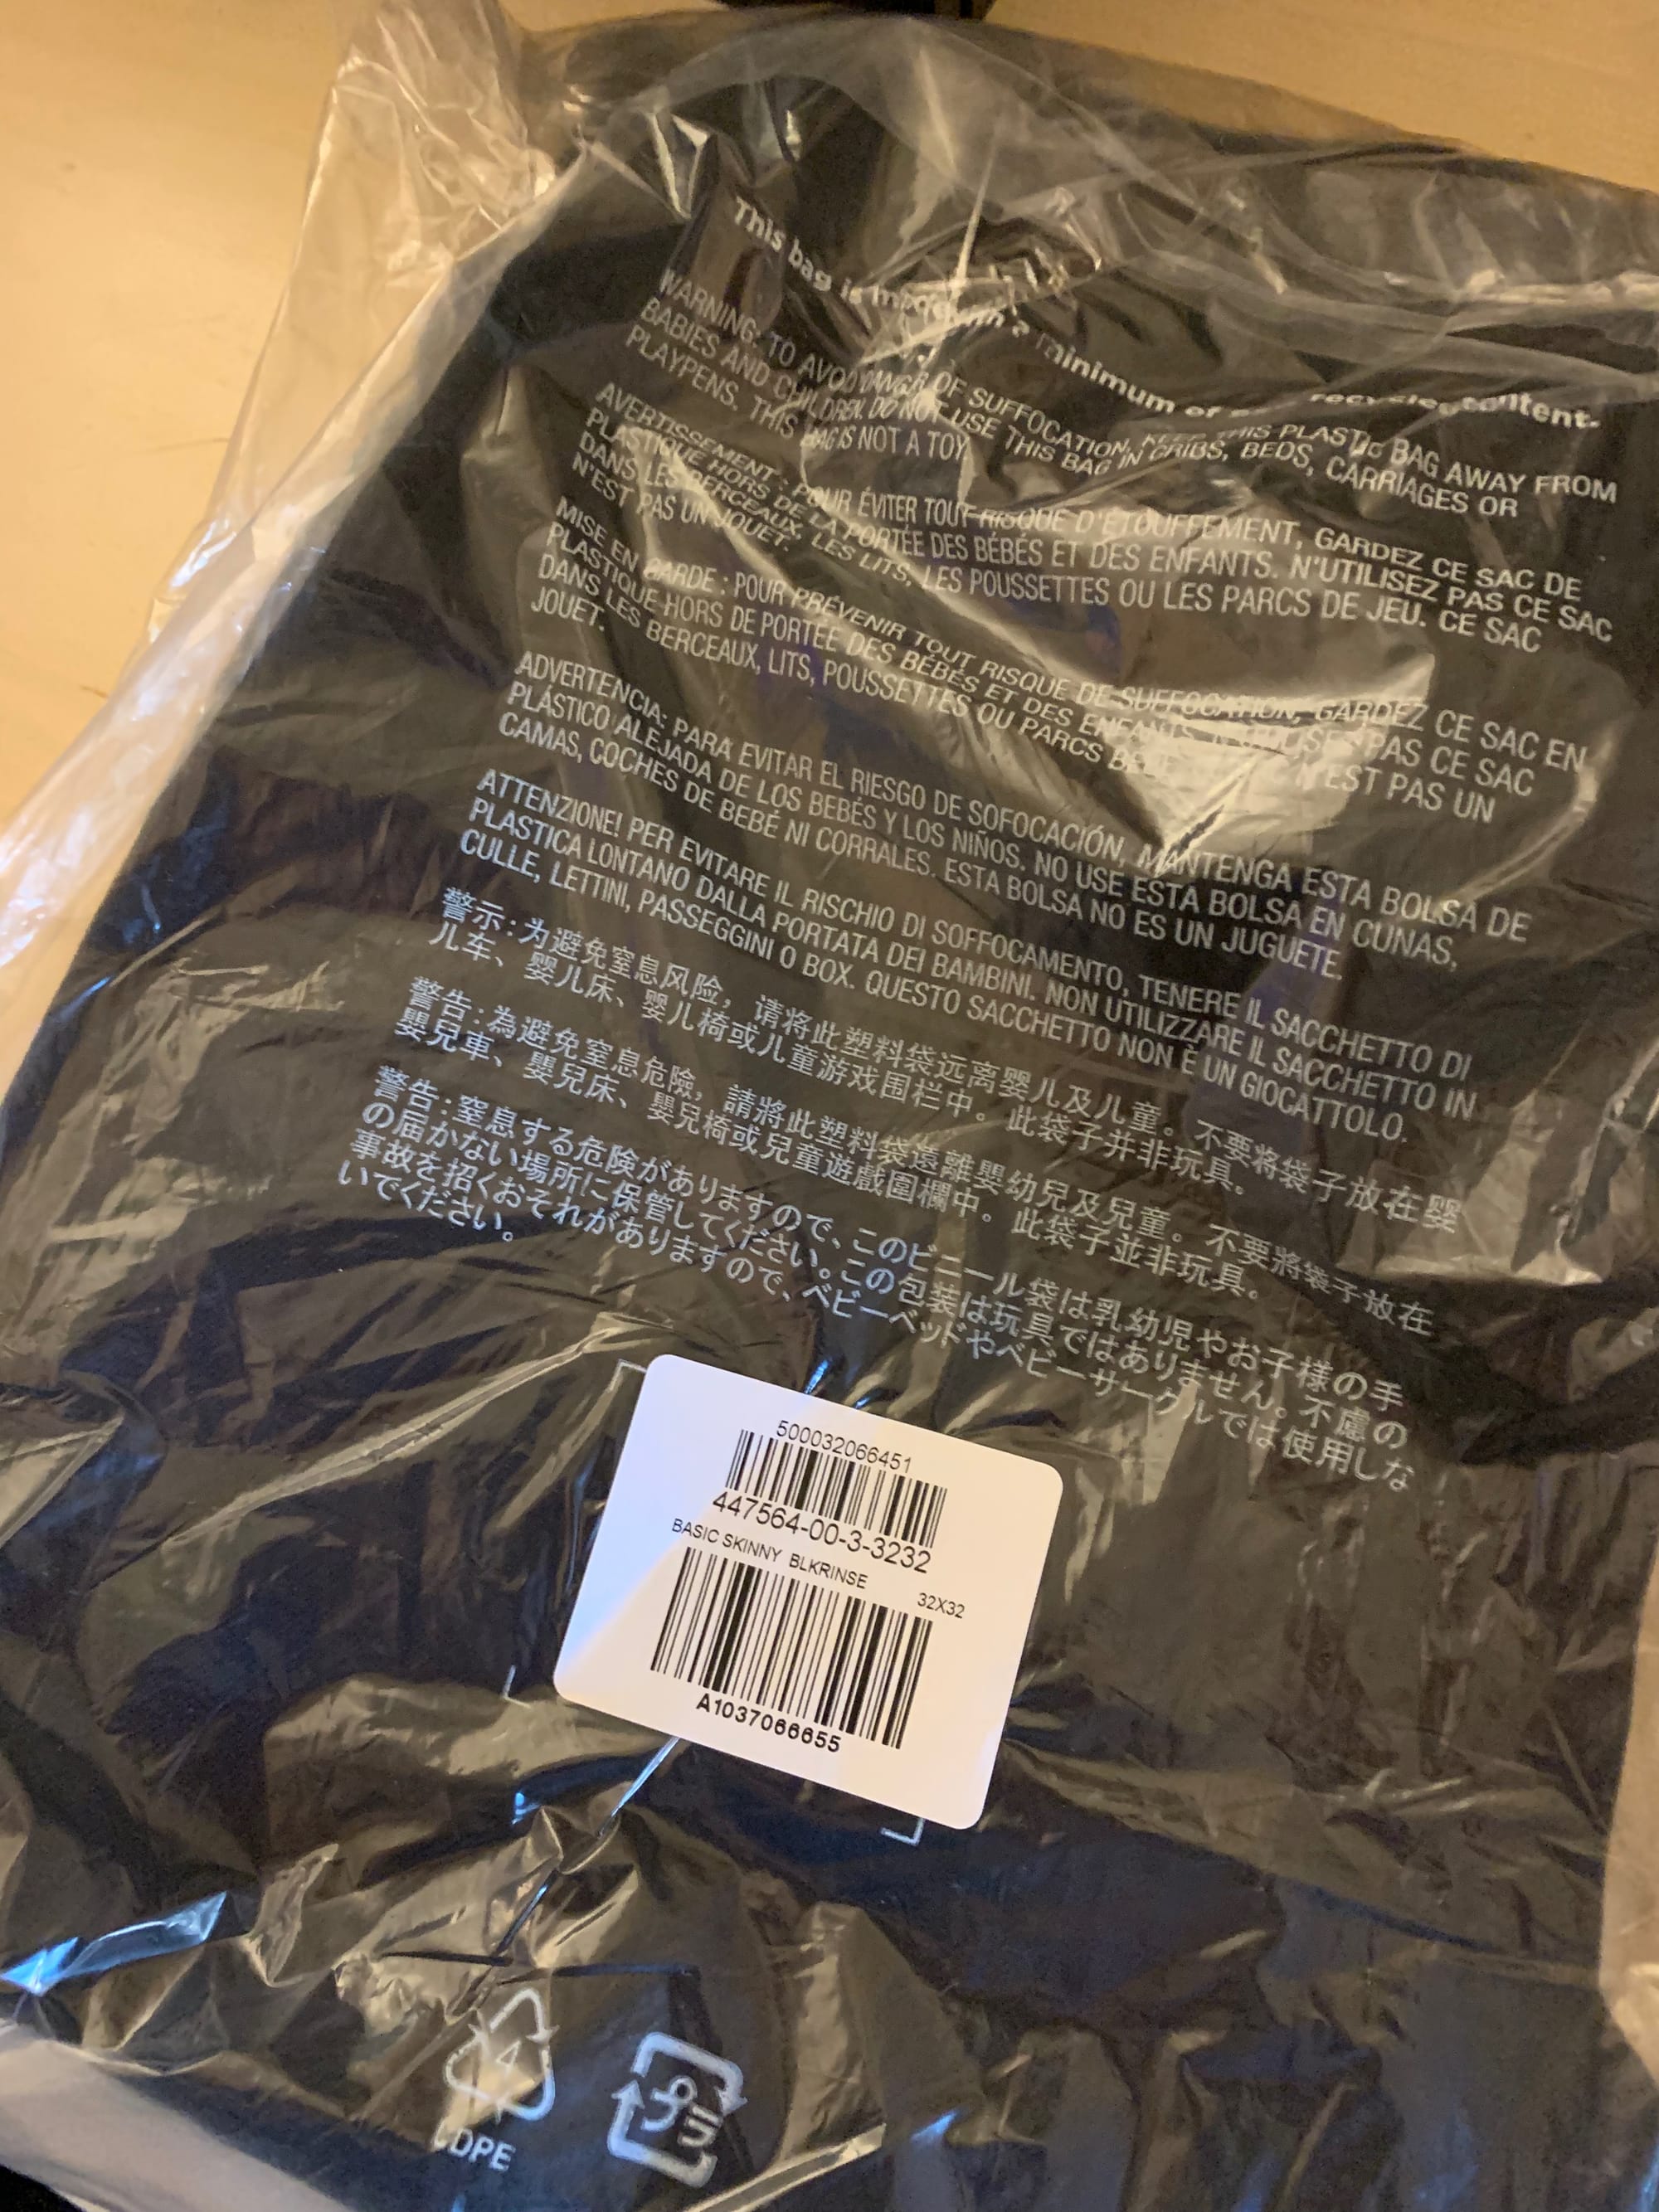 This bag is made with a minimum of recycled content.
WARNING: TO AVOID DANGER OF SUFFOCATION, KEEP THIS PLASTIC BAG AWAY FROM
BABIES AND CHILDREN. DO NOT USE THIS BAG IN CRIBS, BEDS, CARRIAGES OR
PLAYPENS. THIS BAG IS NOT A TOY.
AVERTISSEMENT : POUR ÉVITER TOUT RISQUE D'ÉTOUFFEMENT, GARDEZ CE SAC DE
PLASTIQUE HORS DE LA PORTÉE DES BÉBÉS ET DES ENFANTS. N'UTILISEZ PAS CE SAC
DANS LES BERCEAUX, LES LITS, LES POUSSETTES OU LES PARCS DE JEU. CE SAC
N'EST PAS UN JOUET.
MISE EN GARDE : POUR PRÉVENIR TOUT RISQUE DE SUFFOCATION, GARDEZ CE SAC EN
PLASTIQUE HORS DE PORTÉE DES BÉBÉS ET DES ENFANTS. N'UTILISEZ PAS CE SAC
DANS LES BERCEAUX, LITS, POUSSETTES OU PARCS N'EST PAS UN
JOUET.
ADVERTENCIA: PARA EVITAR EL RIESGO DE SOFOCACIÓN, MANTENGA ESTA BOLSA DE
PLÁSTICO ALEJADA DE LOS BEBÉS Y LOS NIÑOS. NO USE ESTA BOLSA EN CUNAS,
CAMAS, COCHES DE BEBÉ NI CORRALES. ESTA BOLSA NO ES UN JUGUETE.
ATTENZIONE! PER EVITARE IL RISCHIO DI SOFFOCAMENTO, TENERE IL SACCHETTO DI
PLASTICA LONTANO DALLA PORTATA DEI BAMBINI. NON UTILIZZARE IL SACCHETTO IN
CULLE, LETTINI, PASSEGGINI O BOX. QUESTO SACCHETTO NON È UN GIOCATTOLO.
警示：为避免窒息风险，请将此塑料袋远离婴儿及儿童。不要将袋子放在婴
儿车、婴儿床、婴儿椅或儿童游戏围栏中。此袋子并非玩具。
警告：為避免窒息危險，請將此塑料袋遠離嬰幼兒及兒童。不要將袋子放在
嬰兒車、嬰兒床、嬰兒椅或兒童遊戲圍欄中。此袋子並非玩具。
警告：窒息する危険がありますので、このビニール袋は乳幼児やお子様の手
の届かない場所に保管してください。この包装は玩具ではありません。不慮の
事故を招くおそれがありますので、ベビーベッドやベビーサークルでは使用しな
いでください。
500032066451
447564-00-3-3232
BASIC SKINNY BLKRINSE
32X32
A1037066655
4
LDPE
プラ